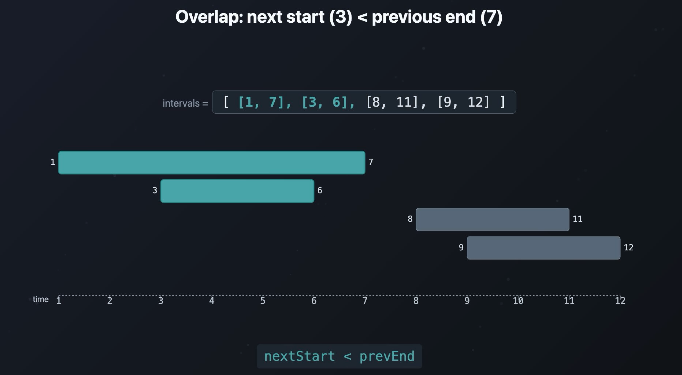 Overlap: next start (3) < previous end (7)
intervals = [ [1, 7], [3, 6], [8, 11], [9, 12] ]
1 7
3 6
8 11
9 12
time 1 2 3 4 5 6 7 8 9 10 11 12
nextStart < prevEnd